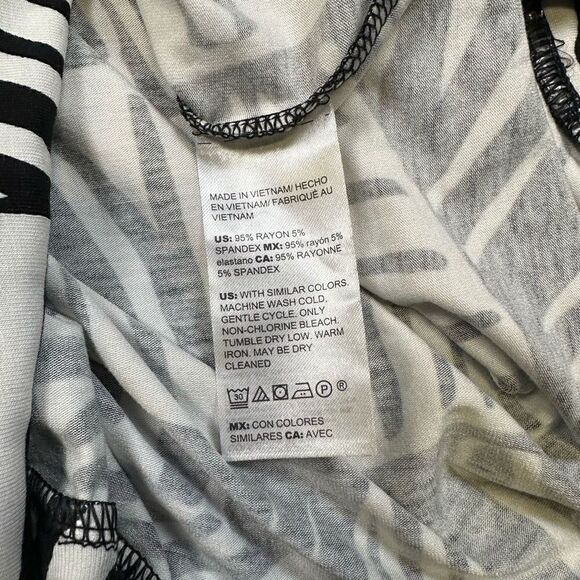 MADE IN VIETNAM/ HECHO
EN VIETNAM/ FABRIQUÉ AU
VIETNAM
US: 95% RAYON 5%
SPANDEX MX: 95% rayón 5%
elastano CA: 95% RAYONNE
5% SPANDEX
US: WITH SIMILAR COLORS.
MACHINE WASH COLD.
GENTLE CYCLE. ONLY
NON-CHLORINE BLEACH.
TUMBLE DRY LOW. WARM
IRON. MAY BE DRY
CLEANED
30 P ®
MX: CON COLORES
SIMILARES CA: AVEC